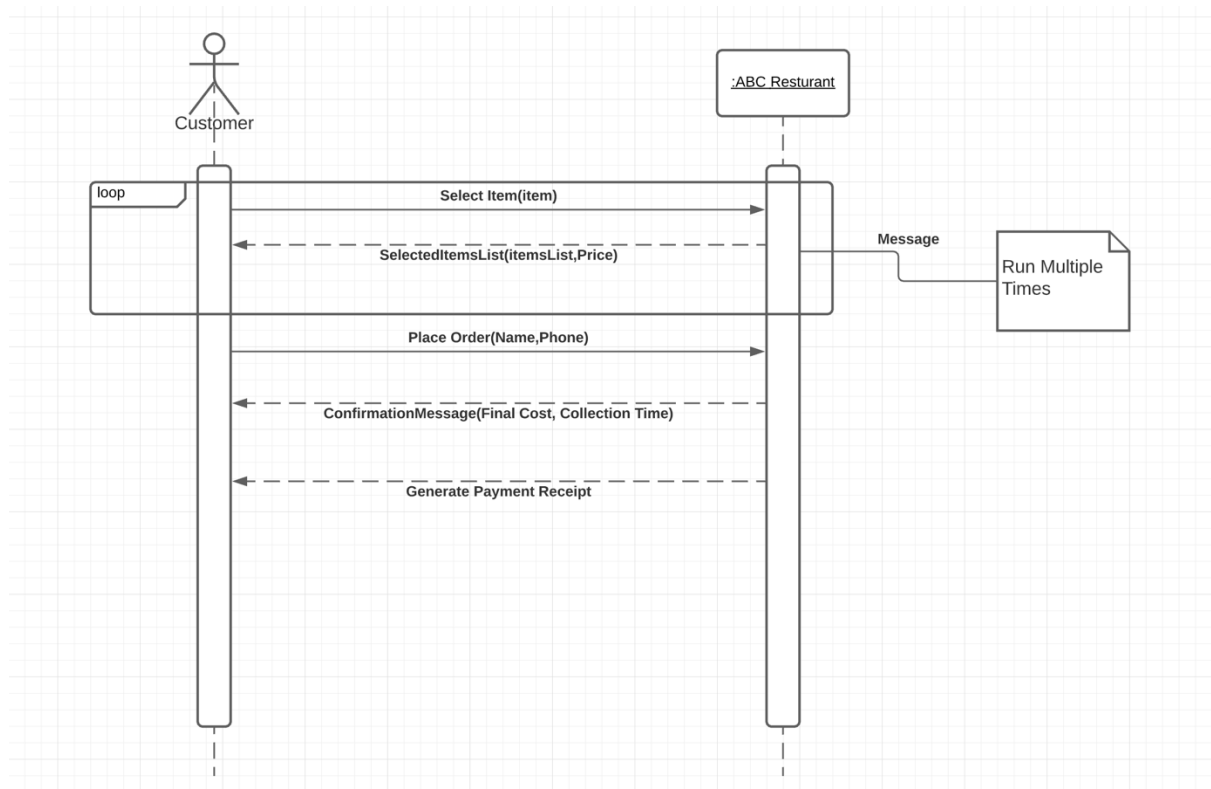 Customer
:ABC Resturant
loop
Select Item(item)
SelectedItemsList(itemsList,Price)
Message
Run Multiple
Times
Place Order(Name,Phone)
ConfirmationMessage(Final Cost, Collection Time)
Generate Payment Receipt